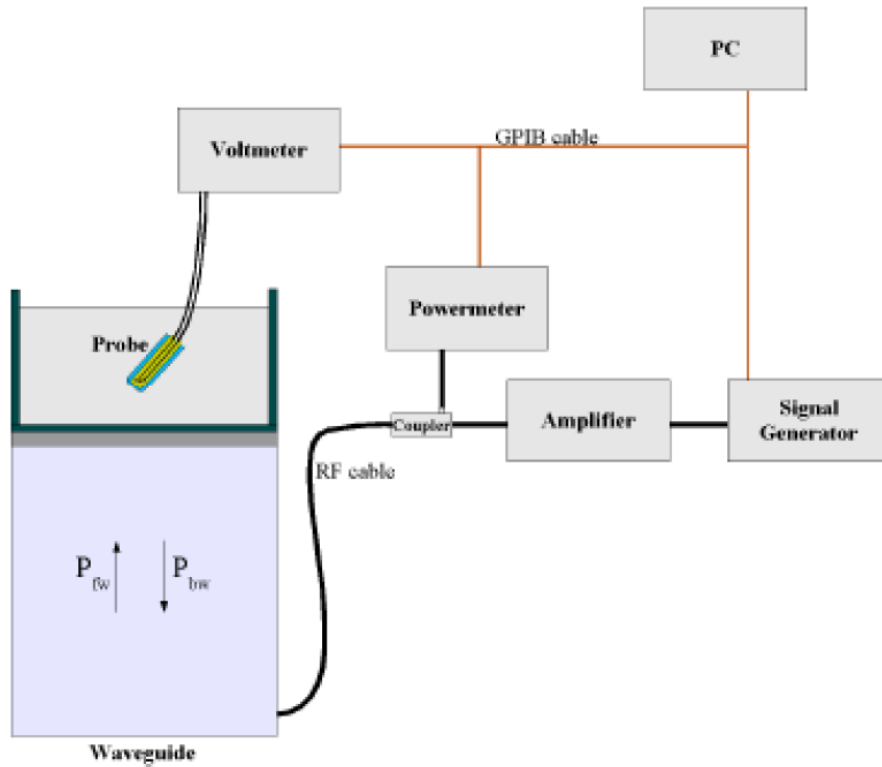 PC
Voltmeter
GPIB cable
Powermeter
Probe
Coupler
Amplifier
Signal
Generator
RF cable
P fw
P bw
Waveguide